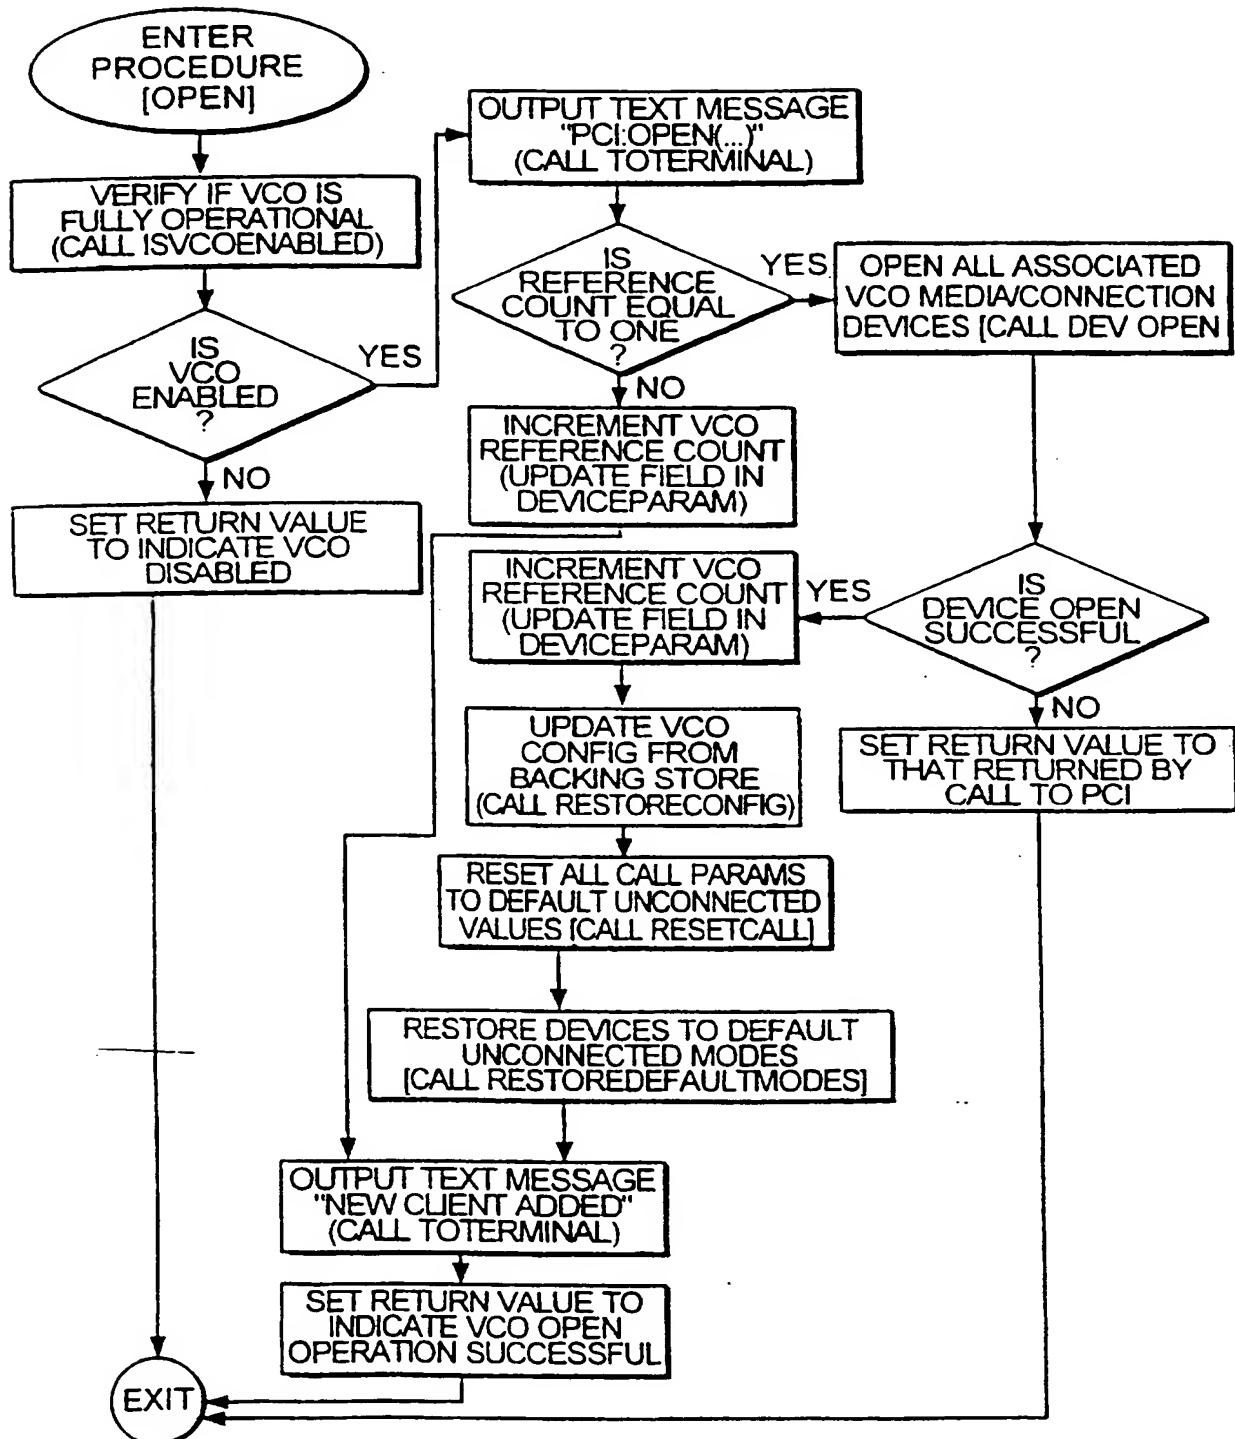 ENTER
PROCEDURE
[OPEN]
VERIFY IF VCO IS
FULLY OPERATIONAL
(CALL ISVCOENABLED)
IS
VCO
ENABLED
?
YES
NO
SET RETURN VALUE
TO INDICATE VCO
DISABLED
OUTPUT TEXT MESSAGE
"PCI:OPEN(...)"
(CALL TOTERMINAL)
IS
REFERENCE
COUNT EQUAL
TO ONE
?
YES
NO
OPEN ALL ASSOCIATED
VCO MEDIA/CONNECTION
DEVICES [CALL DEV OPEN
INCREMENT VCO
REFERENCE COUNT
(UPDATE FIELD IN
DEVICEPARAM)
IS
DEVICE OPEN
SUCCESSFUL
?
YES
NO
INCREMENT VCO
REFERENCE COUNT
(UPDATE FIELD IN
DEVICEPARAM)
SET RETURN VALUE TO
THAT RETURNED BY
CALL TO PCI
UPDATE VCO
CONFIG FROM
BACKING STORE
(CALL RESTORECONFIG)
RESET ALL CALL PARAMS
TO DEFAULT UNCONNECTED
VALUES [CALL RESETCALL]
RESTORE DEVICES TO DEFAULT
UNCONNECTED MODES
[CALL RESTOREDEFAULTMODES]
OUTPUT TEXT MESSAGE
"NEW CLIENT ADDED"
(CALL TOTERMINAL)
SET RETURN VALUE TO
INDICATE VCO OPEN
OPERATION SUCCESSFUL
EXIT